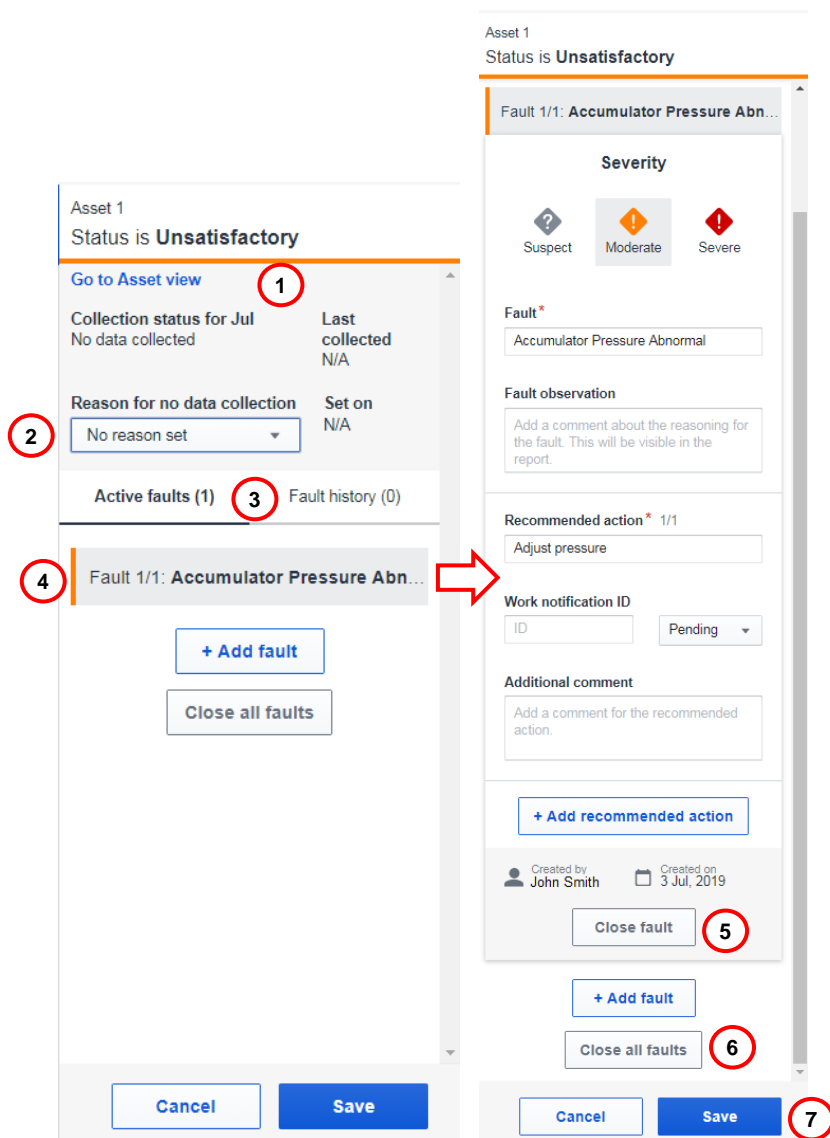 Asset 1
Status is Unsatisfactory
Go to Asset view
1
Collection status for Jul
No data collected
Last
collected
N/A
Reason for no data collection
Set on
N/A
2
No reason set
Active faults (1)
3
Fault history (0)
4
Fault 1/1: Accumulator Pressure Abn...
+ Add fault
Close all faults
Cancel
Save
Asset 1
Status is Unsatisfactory
Fault 1/1: Accumulator Pressure Abn...
Severity
?
!
!
Suspect
Moderate
Severe
Fault*
Accumulator Pressure Abnormal
Fault observation
Add a comment about the reasoning for
the fault. This will be visible in the
report.
Recommended action* 1/1
Adjust pressure
Work notification ID
ID
Pending
Additional comment
Add a comment for the recommended
action.
+ Add recommended action
Created by
John Smith
Created on
3 Jul, 2019
Close fault
5
+ Add fault
Close all faults
6
Cancel
Save
7